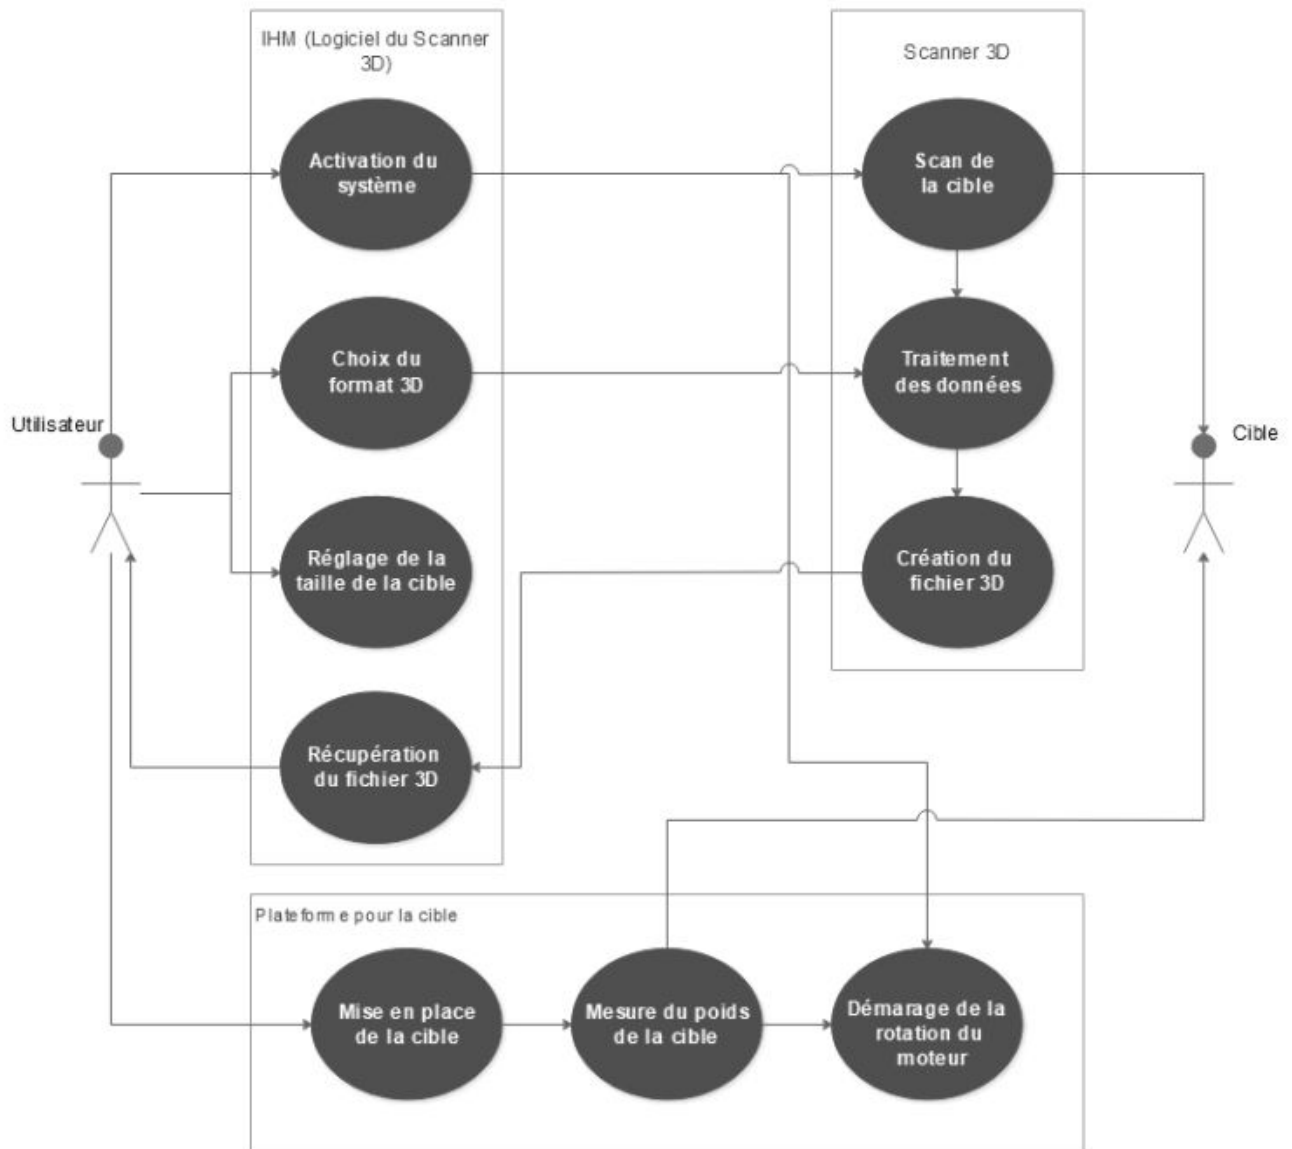 IHM (Logiciel du Scanner
3D)
Scanner 3D
Activation du
système
Scan de
la cible
Choix du
format 3D
Traitement
des données
Utilisateur
Cible
Réglage de la
taille de la cible
Création du
fichier 3D
Récupération
du fichier 3D
Plateforme pour la cible
Mise en place
de la cible
Mesure du poids
de la cible
Démarage de la
rotation du
moteur